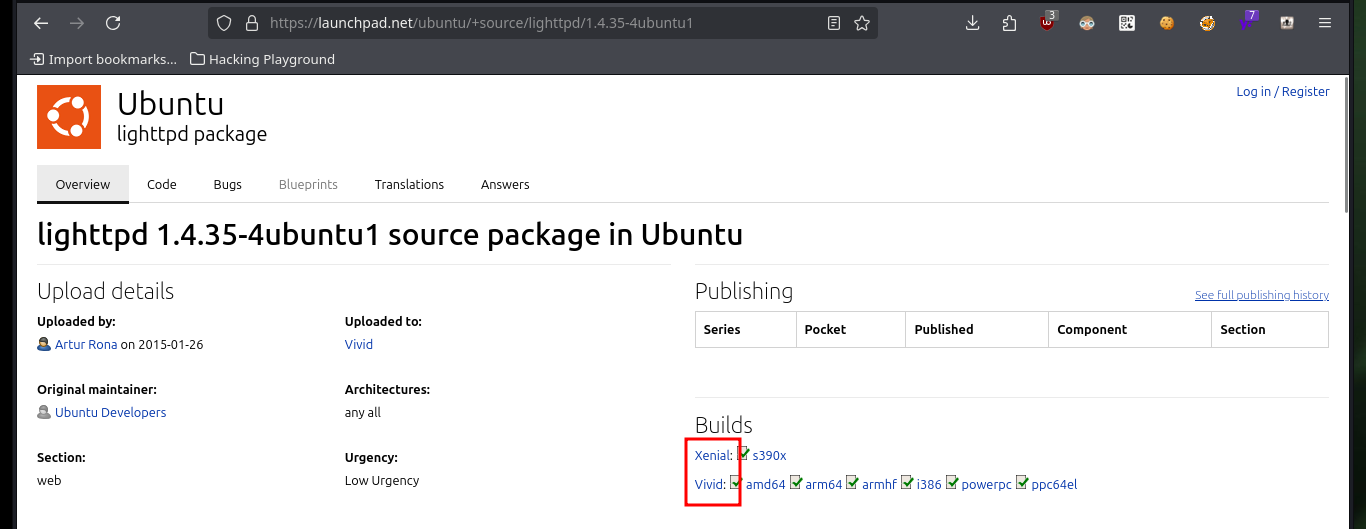 https://launchpad.net/ubuntu/+source/lighttpd/1.4.35-4ubuntu1
3
7
Import bookmarks...
Hacking Playground
Ubuntu
lighttpd package
Log in / Register
Overview Code Bugs Blueprints Translations Answers
lighttpd 1.4.35-4ubuntu1 source package in Ubuntu
Upload details
Uploaded by:
Artur Rona on 2015-01-26
Uploaded to:
Vivid
Original maintainer:
Ubuntu Developers
Architectures:
any all
Section:
web
Urgency:
Low Urgency
Publishing
See full publishing history
Series Pocket Published Component Section
Builds
Xenial: s390x
Vivid: amd64 arm64 armhf i386 powerpc ppc64el